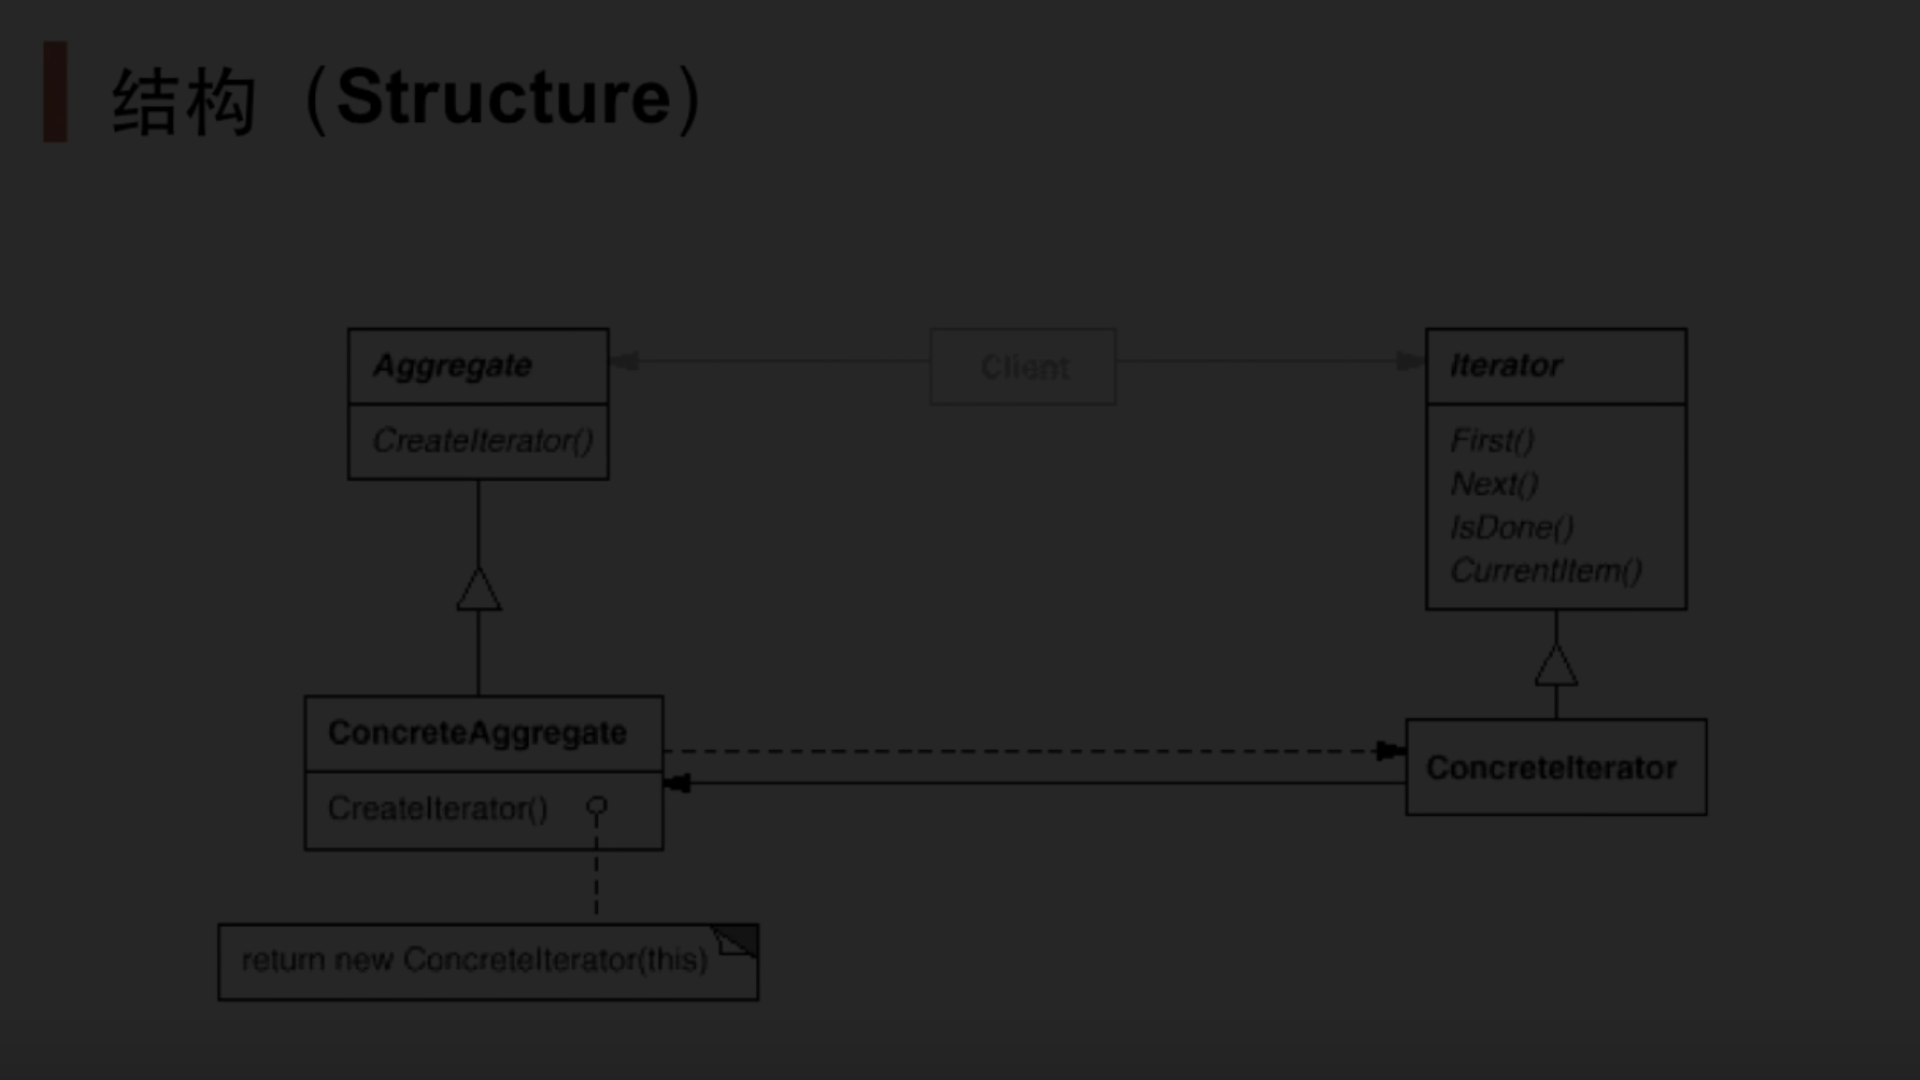 结构（Structure）
Aggregate
CreateIterator()
Client
Iterator
First()
Next()
IsDone()
CurrentItem()
ConcreteAggregate
CreateIterator()
ConcreteIterator
return new ConcreteIterator(this)